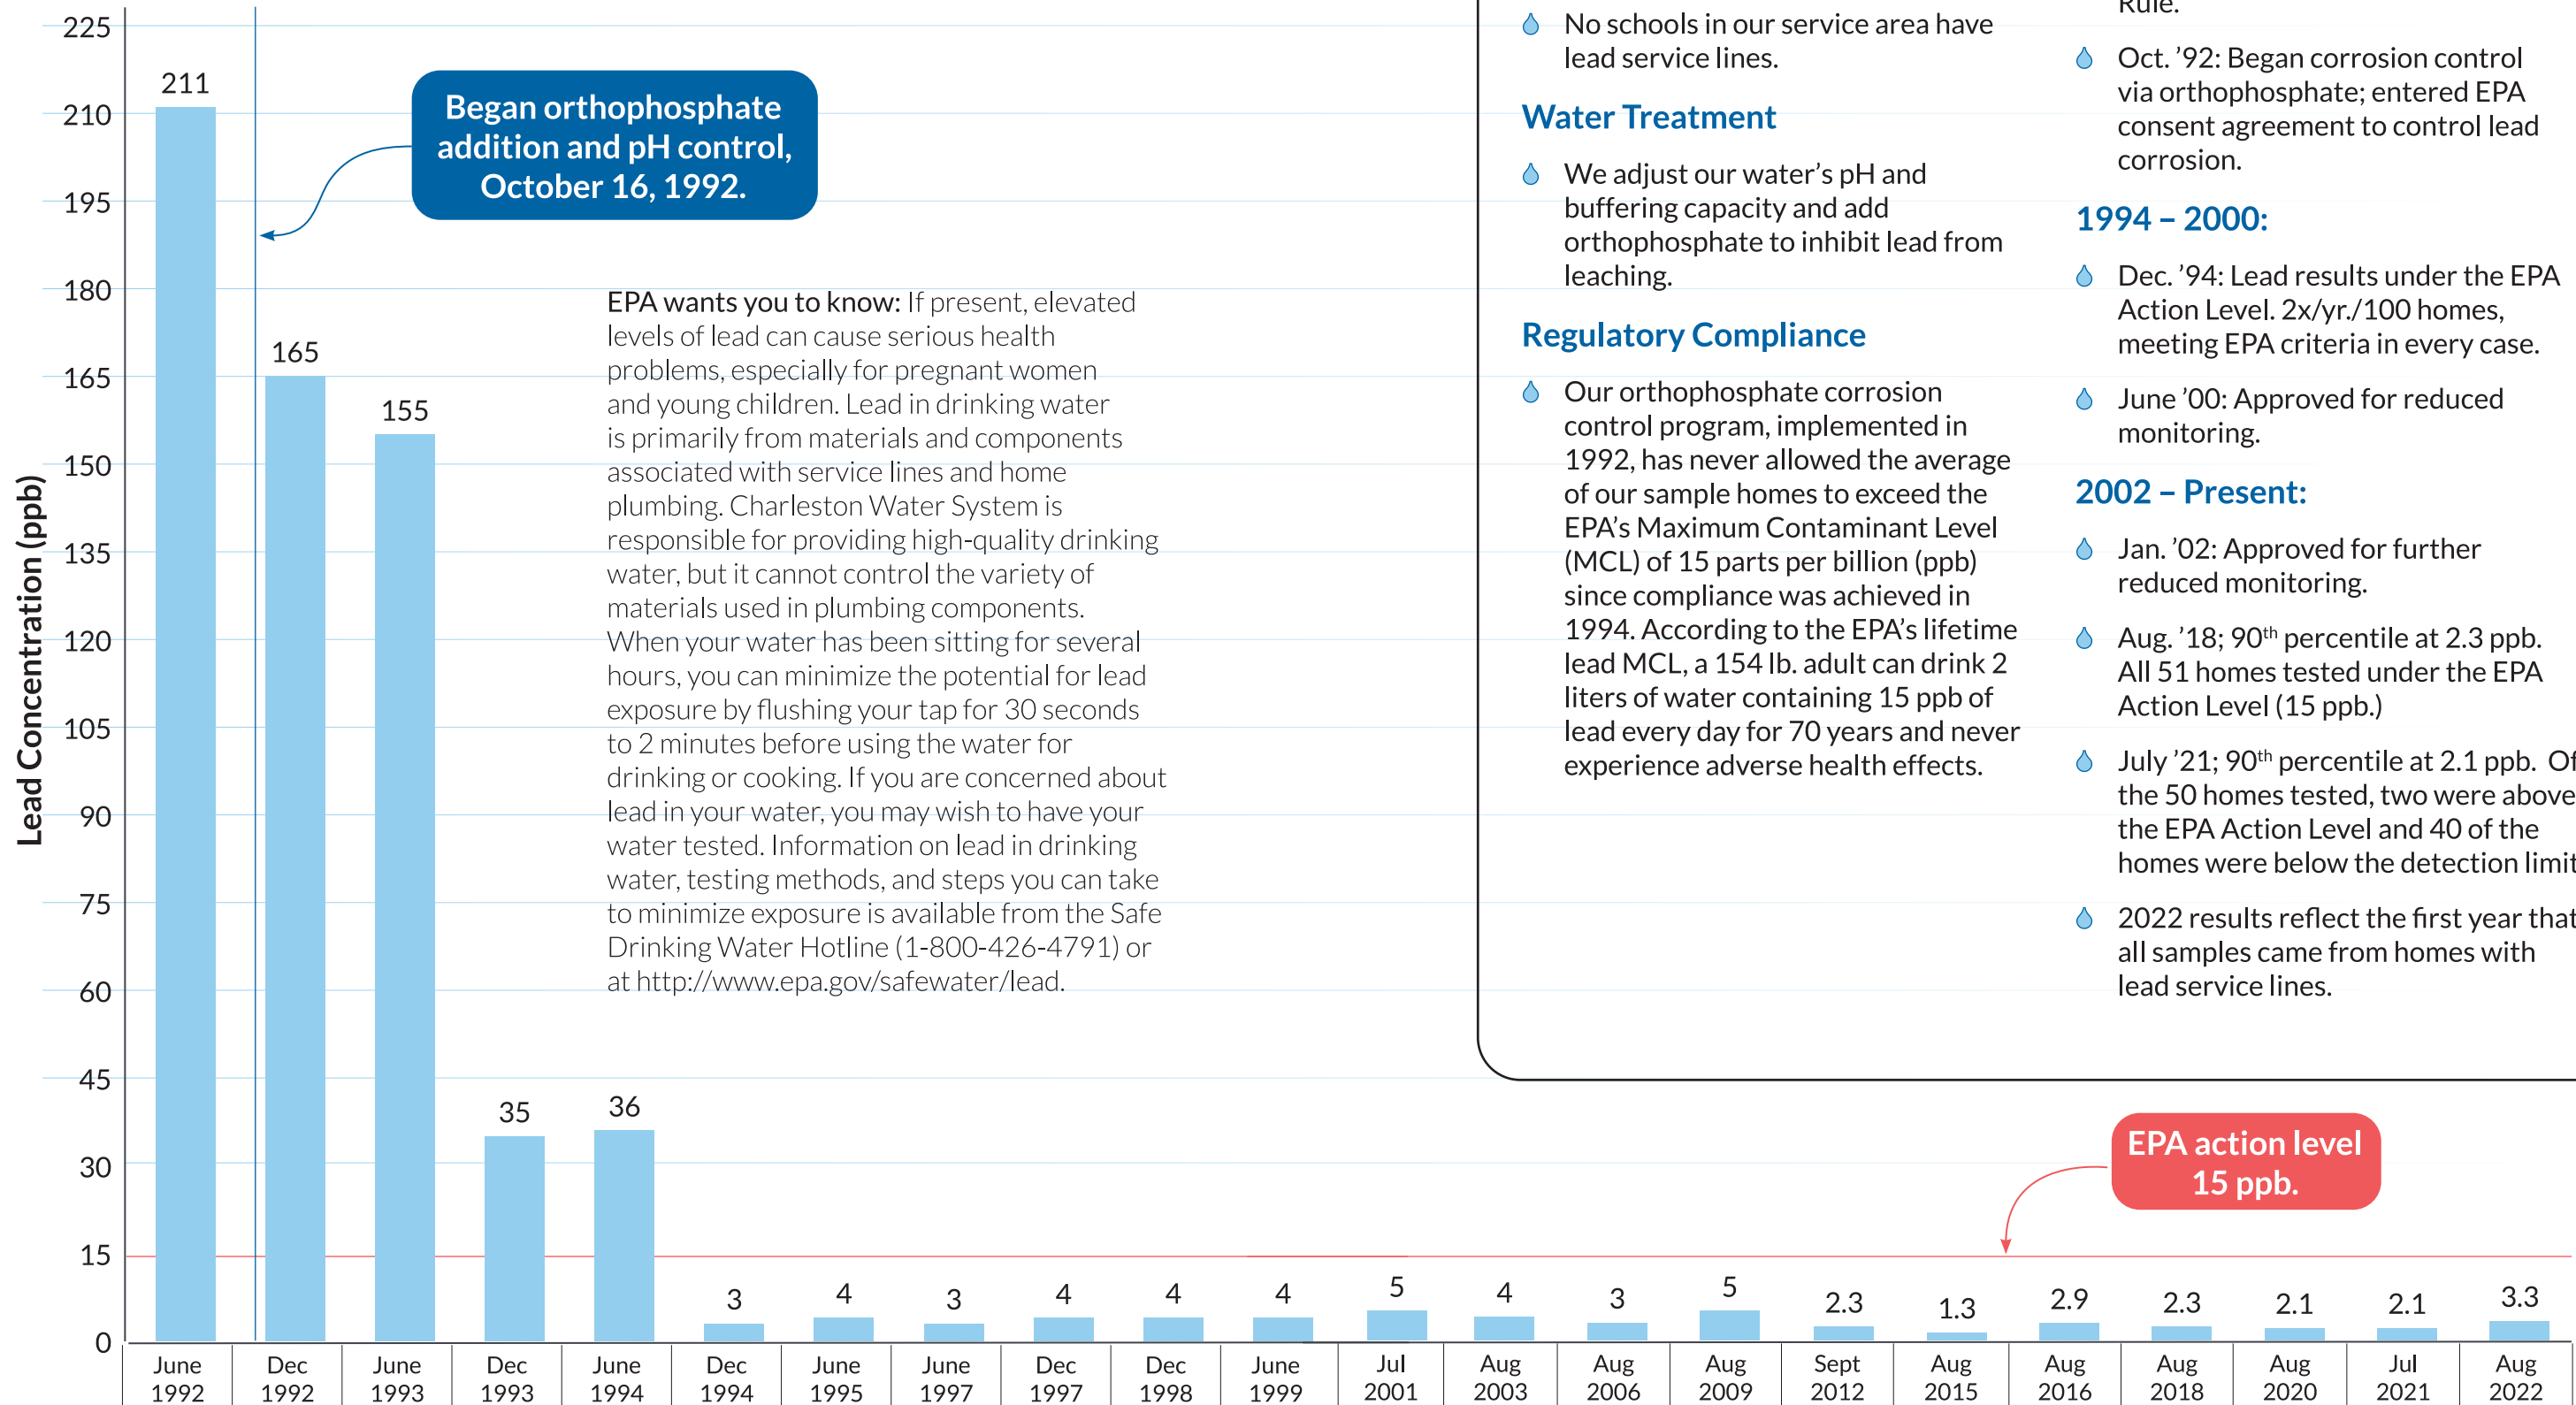 Lead Concentration (ppb)
225
210
195
180
165
150
135
120
105
90
75
60
45
30
15
0
211
165
155
35
36
3
4
3
4
4
4
5
4
3
5
2.3
1.3
2.9
2.3
2.1
2.1
3.3
June 1992
Dec 1992
June 1993
Dec 1993
June 1994
Dec 1994
June 1995
June 1997
Dec 1997
Dec 1998
June 1999
Jul 2001
Aug 2003
Aug 2006
Aug 2009
Sept 2012
Aug 2015
Aug 2016
Aug 2018
Aug 2020
Jul 2021
Aug 2022
Began orthophosphate
addition and pH control,
October 16, 1992.
EPA wants you to know: If present, elevated
levels of lead can cause serious health
problems, especially for pregnant women
and young children. Lead in drinking water
is primarily from materials and components
associated with service lines and home
plumbing. Charleston Water System is
responsible for providing high-quality drinking
water, but it cannot control the variety of
materials used in plumbing components.
When your water has been sitting for several
hours, you can minimize the potential for lead
exposure by flushing your tap for 30 seconds
to 2 minutes before using the water for
drinking or cooking. If you are concerned about
lead in your water, you may wish to have your
water tested. Information on lead in drinking
water, testing methods, and steps you can take
to minimize exposure is available from the Safe
Drinking Water Hotline (1-800-426-4791) or
at http://www.epa.gov/safewater/lead.
No schools in our service area have
lead service lines.
Water Treatment
We adjust our water’s pH and
buffering capacity and add
orthophosphate to inhibit lead from
leaching.
Regulatory Compliance
Our orthophosphate corrosion
control program, implemented in
1992, has never allowed the average
of our sample homes to exceed the
EPA’s Maximum Contaminant Level
(MCL) of 15 parts per billion (ppb)
since compliance was achieved in
1994. According to the EPA’s lifetime
lead MCL, a 154 lb. adult can drink 2
liters of water containing 15 ppb of
lead every day for 70 years and never
experience adverse health effects.
Rule.
Oct. ’92: Began corrosion control
via orthophosphate; entered EPA
consent agreement to control lead
corrosion.
1994 – 2000:
Dec. ’94: Lead results under the EPA
Action Level. 2x/yr./100 homes,
meeting EPA criteria in every case.
June ’00: Approved for reduced
monitoring.
2002 – Present:
Jan. ’02: Approved for further
reduced monitoring.
Aug. ’18; 90th percentile at 2.3 ppb.
All 51 homes tested under the EPA
Action Level (15 ppb.)
July ’21; 90th percentile at 2.1 ppb. Of
the 50 homes tested, two were above
the EPA Action Level and 40 of the
homes were below the detection limit
2022 results reflect the first year that
all samples came from homes with
lead service lines.
EPA action level
15 ppb.